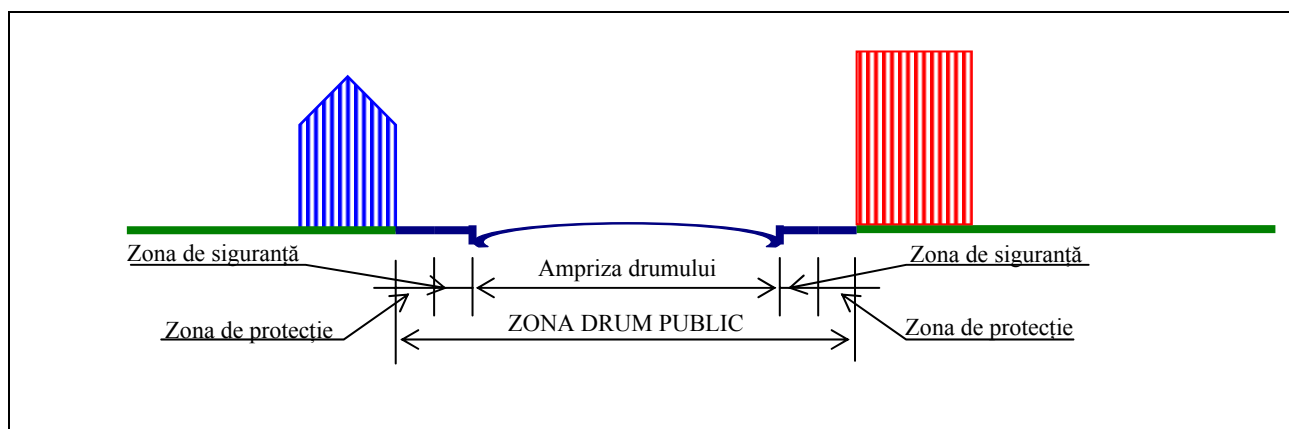 Zona de siguranță
Ampriza drumului
Zona de siguranță
Zona de protecție
ZONA DRUM PUBLIC
Zona de protecție